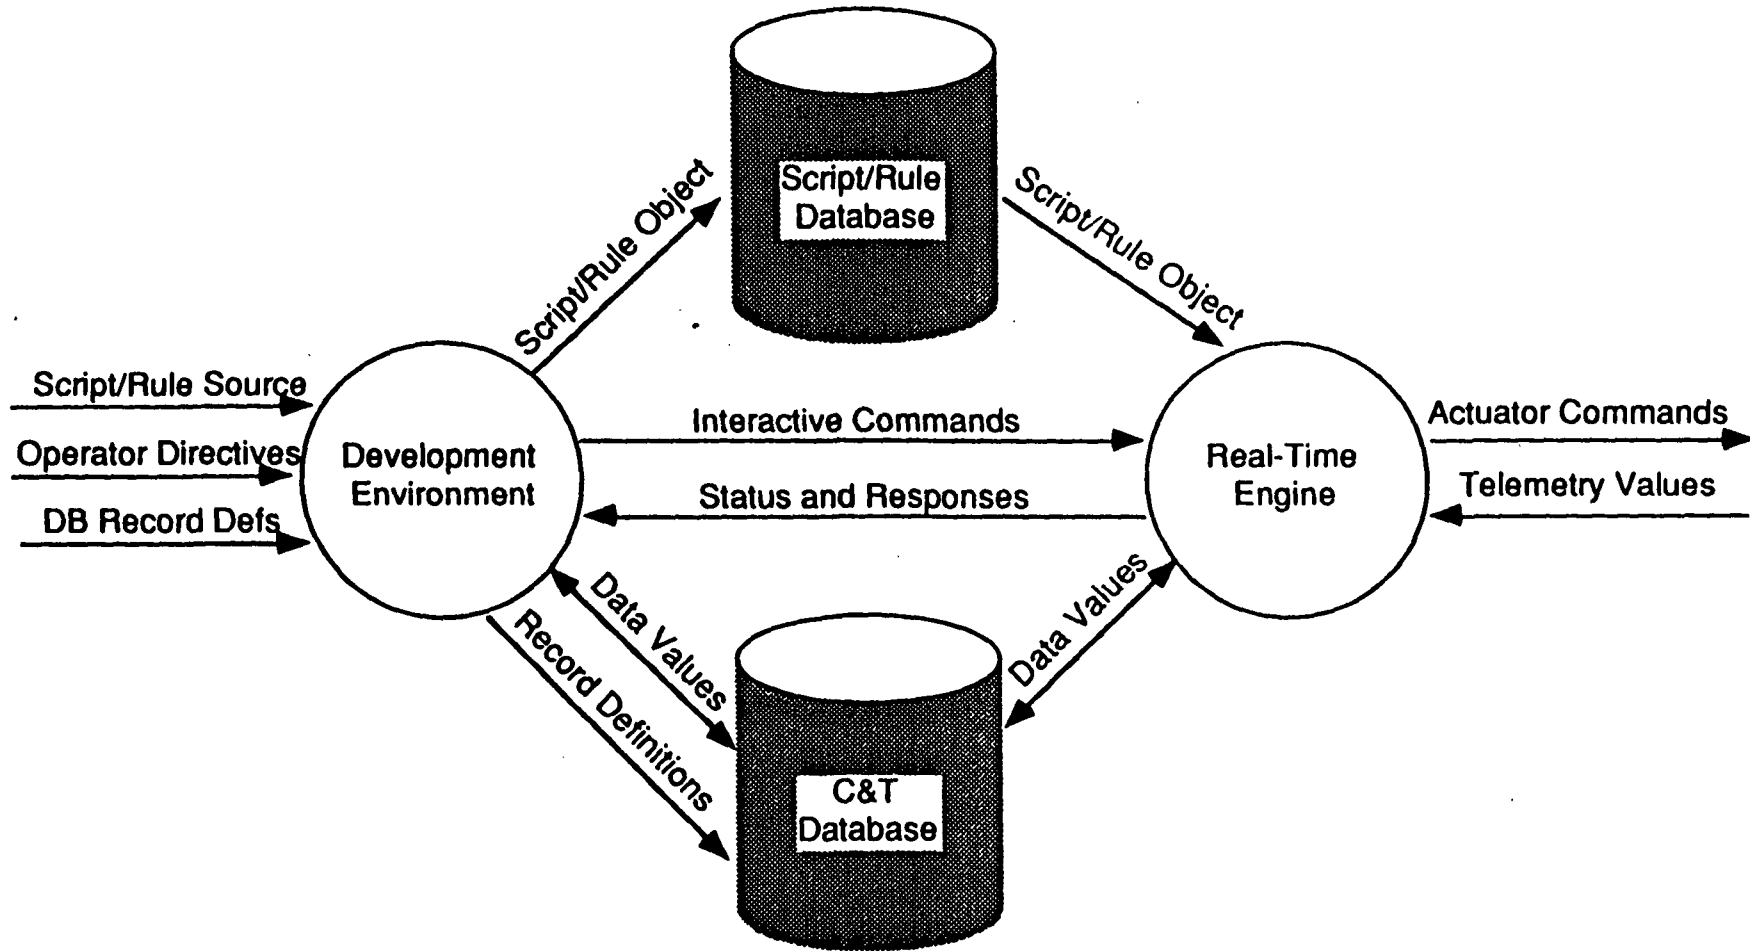 Script/Rule
Database
Script/Rule Object
Script/Rule Object
Script/Rule Source
Operator Directives
DB Record Defs
Development
Environment
Interactive Commands
Status and Responses
Real-Time
Engine
Actuator Commands
Telemetry Values
Data Values
Record Definitions
Data Values
C&T
Database